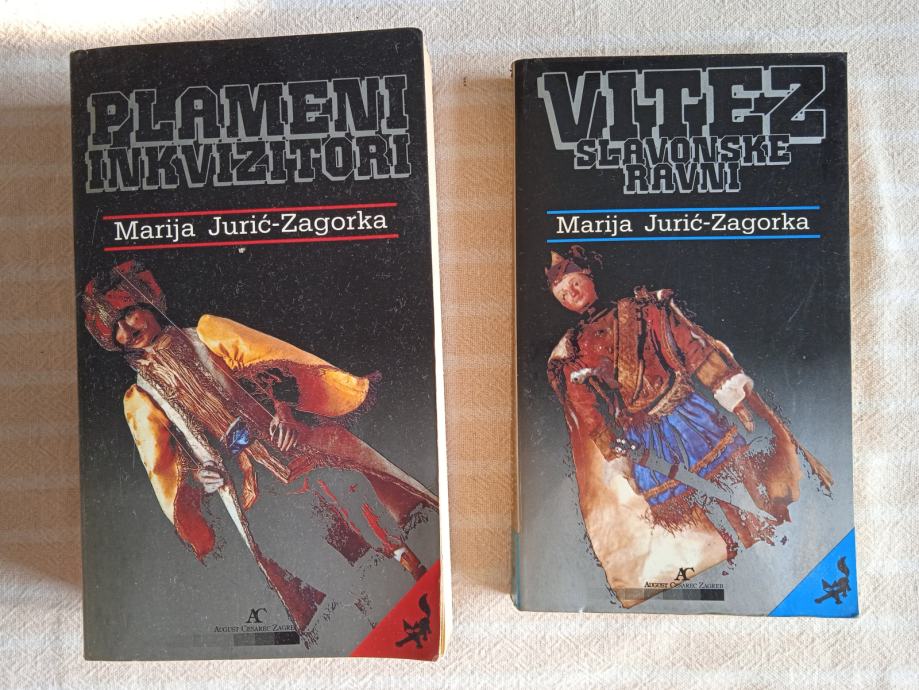 PLAMENI
INKVIZITORI
Marija Jurić-Zagorka
AC
AUGUST CESAREC ZAGREB
VITEZ
SLAVONSKE
RAVNI
Marija Jurić-Zagorka
AC
AUGUST CESAREC ZAGREB